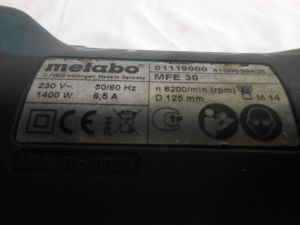 metabo
D-72622 Nürtingen, Made in Germany
01119000
MFE 30
230 V~ 50/60 Hz
1400 W 6,5 A
n 8200/min (rpm)
D 125 mm
M 14
Made in Germany